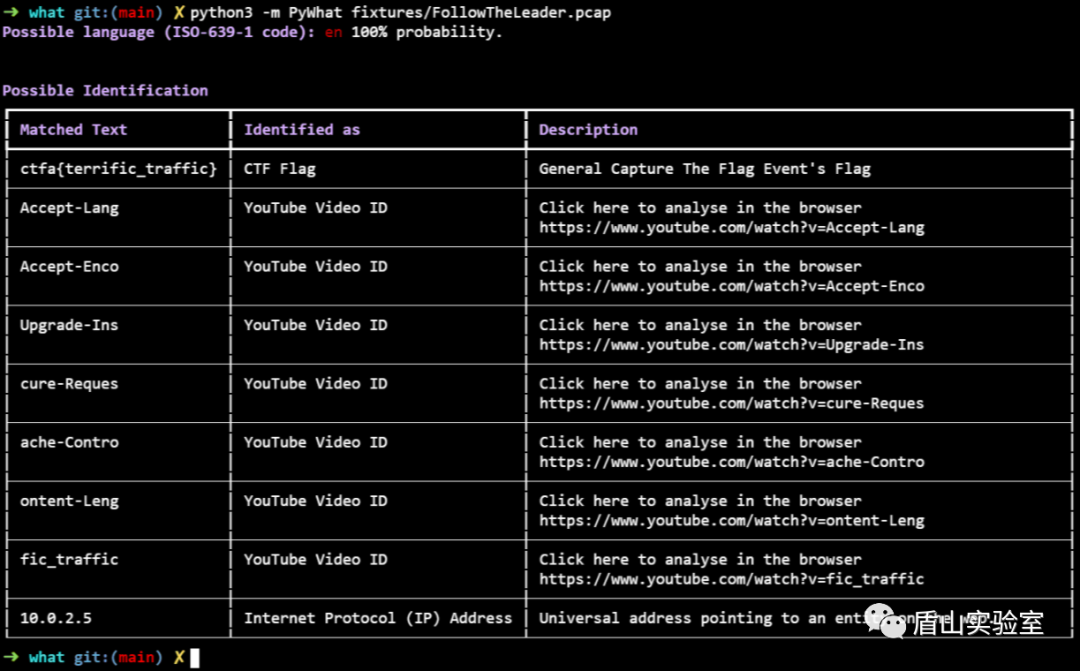 → what git:(main) ✗ python3 -m PyWhat fixtures/FollowTheLeader.pcap
Possible language (ISO-639-1 code): en 100% probability.
Possible Identification
Matched Text Identified as Description
ctfa{terrific_traffic} CTF Flag General Capture The Flag Event's Flag
Accept-Lang YouTube Video ID Click here to analyse in the browser
https://www.youtube.com/watch?v=Accept-Lang
Accept-Enco YouTube Video ID Click here to analyse in the browser
https://www.youtube.com/watch?v=Accept-Enco
Upgrade-Ins YouTube Video ID Click here to analyse in the browser
https://www.youtube.com/watch?v=Upgrade-Ins
cure-Reques YouTube Video ID Click here to analyse in the browser
https://www.youtube.com/watch?v=cure-Reques
ache-Contro YouTube Video ID Click here to analyse in the browser
https://www.youtube.com/watch?v=ache-Contro
ontent-Leng YouTube Video ID Click here to analyse in the browser
https://www.youtube.com/watch?v=ontent-Leng
fic_traffic YouTube Video ID Click here to analyse in the browser
https://www.youtube.com/watch?v=fic_traffic
10.0.2.5 Internet Protocol (IP) Address Universal address pointing to an
盾山实验室
→ what git:(main) ✗